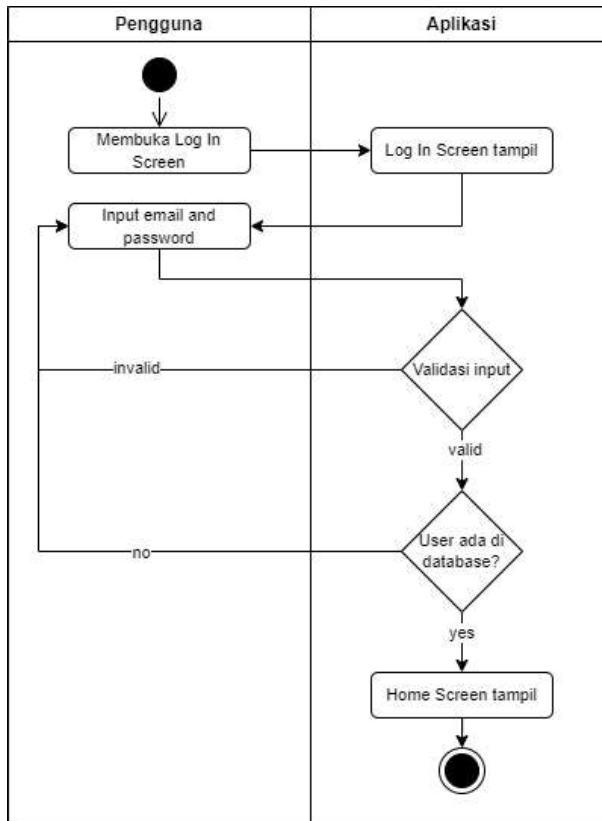 Pengguna
Aplikasi
Membuka Log In
Screen
Log In Screen tampil
Input email and
password
Validasi input
invalid
valid
User ada di
database?
no
yes
Home Screen tampil